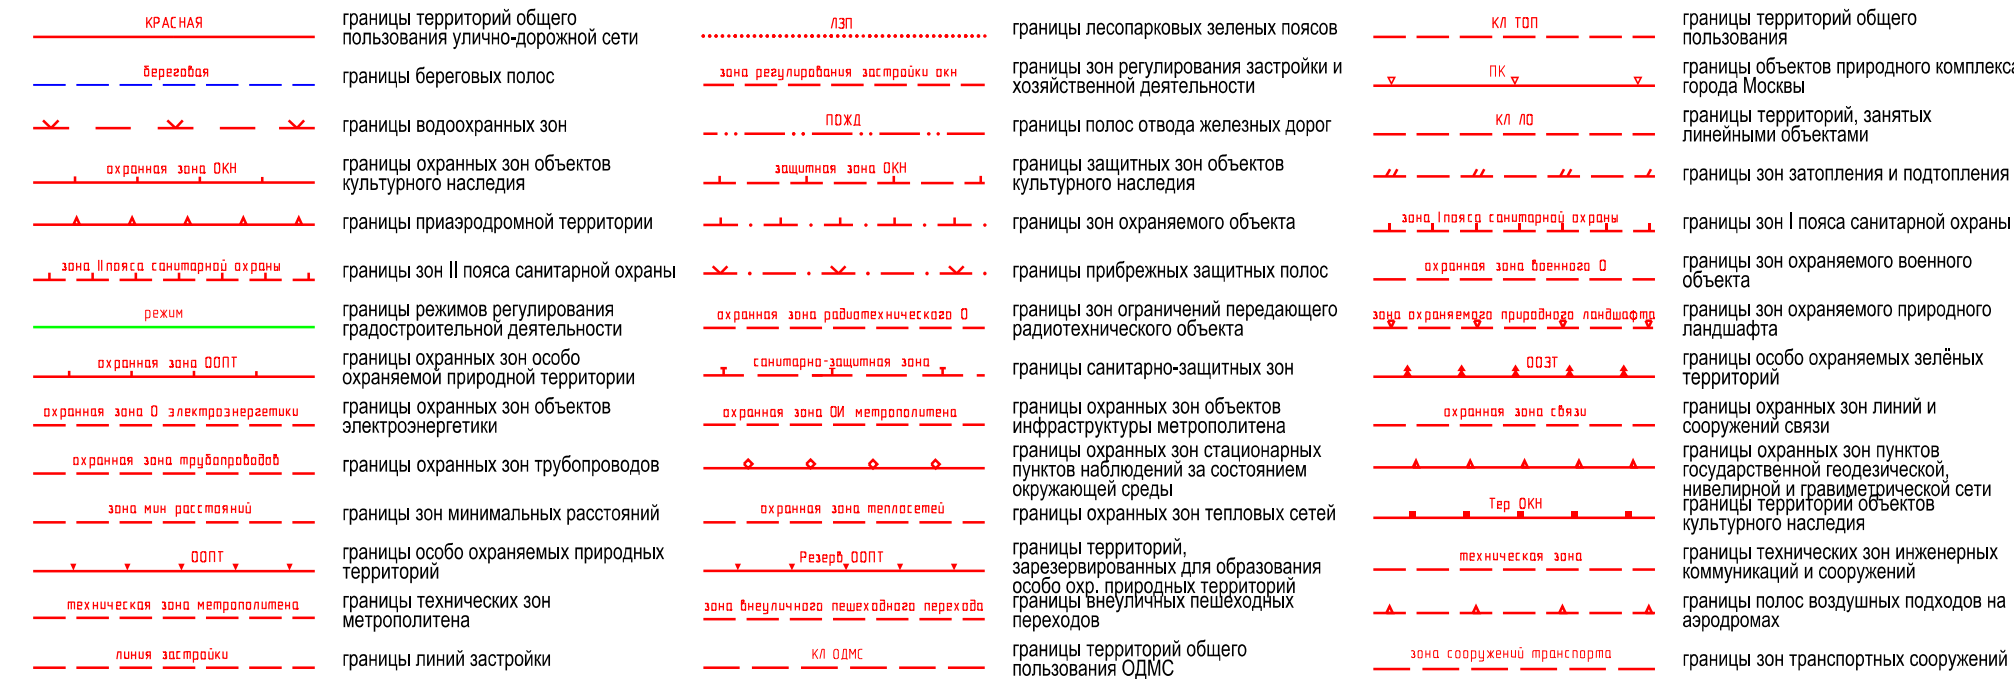 КРАСНАЯ
границы территорий общего
пользования улично-дорожной сети
береговая
границы береговых полос
границы водоохранных зон
охранная зона ОКН
границы охранных зон объектов
культурного наследия
границы приаэродромной территории
зона II пояса санитарной охраны
границы зон II пояса санитарной охраны
режим
границы режимов регулирования
градостроительной деятельности
охранная зона ООПТ
границы охранных зон особо
охраняемой природной территории
охранная зона О электроэнергетики
границы охранных зон объектов
электроэнергетики
охранная зона трубопроводов
границы охранных зон трубопроводов
зона мин расстояний
границы зон минимальных расстояний
ООПТ
границы особо охраняемых природных
территорий
техническая зона метрополитена
границы технических зон
метрополитена
линия застройки
границы линий застройки
ЛЗП
границы лесопарковых зеленых поясов
зона регулирования застройки окн
границы зон регулирования застройки и
хозяйственной деятельности
ПОЖД
границы полос отвода железных дорог
защитная зона ОКН
границы защитных зон объектов
культурного наследия
границы зон охраняемого объекта
границы прибрежных защитных полос
охранная зона радиотехнического О
границы зон ограничений передающего
радиотехнического объекта
санитарно-защитная зона
границы санитарно-защитных зон
охранная зона ОИ метрополитена
границы охранных зон объектов
инфраструктуры метрополитена
границы охранных зон стационарных
пунктов наблюдений за состоянием
окружающей среды
охранная зона теплосетей
границы охранных зон тепловых сетей
Резерв ООПТ
границы территорий,
зарезервированных для образования
особо охр. природных территорий
зона внеуличного пешеходного перехода
границы внеуличных пешеходных
переходов
КЛ ОДМС
границы территорий общего
пользования ОДМС
КЛ ТОП
границы территорий общего
пользования
ПК
границы объектов природного комплекса
города Москвы
КЛ ЛО
границы территорий, занятых
линейными объектами
границы зон затопления и подтопления
зона I пояса санитарной охраны
границы зон I пояса санитарной охраны
охранная зона военного О
границы зон охраняемого военного
объекта
зона охраняемого природного ландшафта
границы зон охраняемого природного
ландшафта
ООЗТ
границы особо охраняемых зелёных
территорий
охранная зона связи
границы охранных зон линий и
сооружений связи
границы охранных зон пунктов
государственной геодезической,
нивелирной и гравиметрической сети
Тер ОКН
границы территорий объектов
культурного наследия
техническая зона
границы технических зон инженерных
коммуникаций и сооружений
границы полос воздушных подходов на
аэродромах
зона сооружений транспорта
границы зон транспортных сооружений